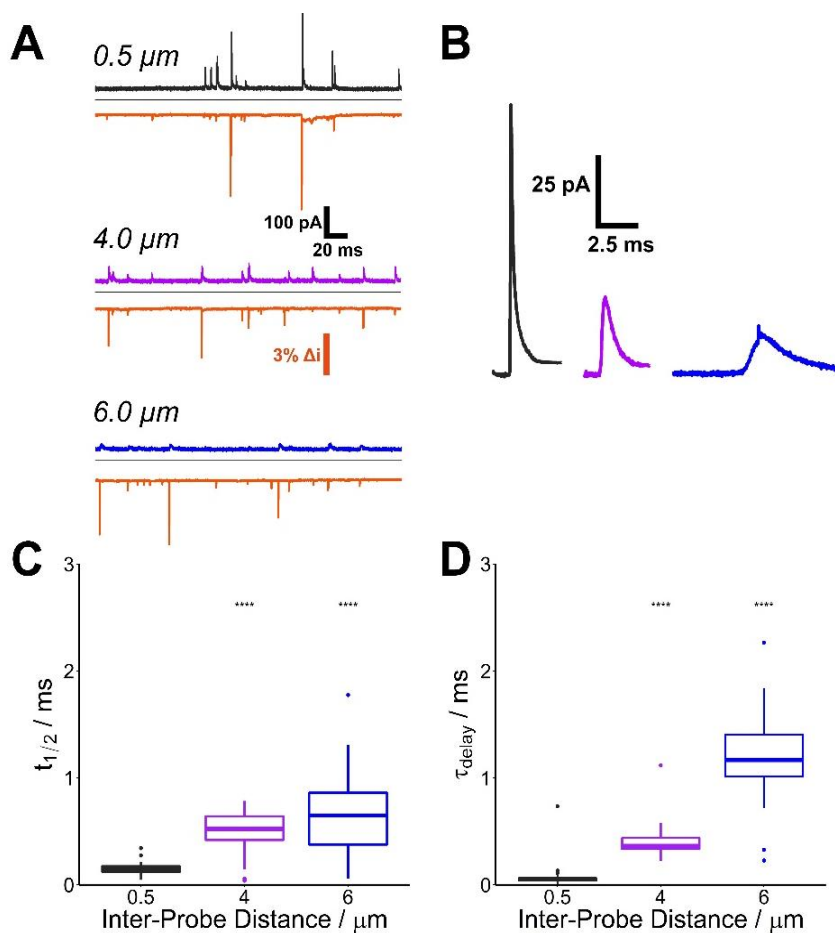 A
0.5 μm
100 pA
20 ms
4.0 μm
3% Δi
6.0 μm
B
25 pA
2.5 ms
C
3
2
1
0
t1/2 / ms
****
****
0.5
4
6
Inter-Probe Distance / μm
D
3
2
1
0
τdelay / ms
****
****
0.5
4
6
Inter-Probe Distance / μm